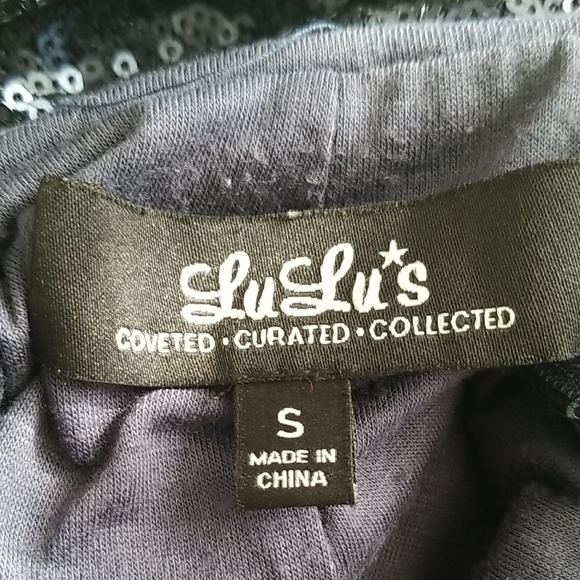 LuLu*s
COVETED · CURATED · COLLECTED
S
MADE IN
CHINA